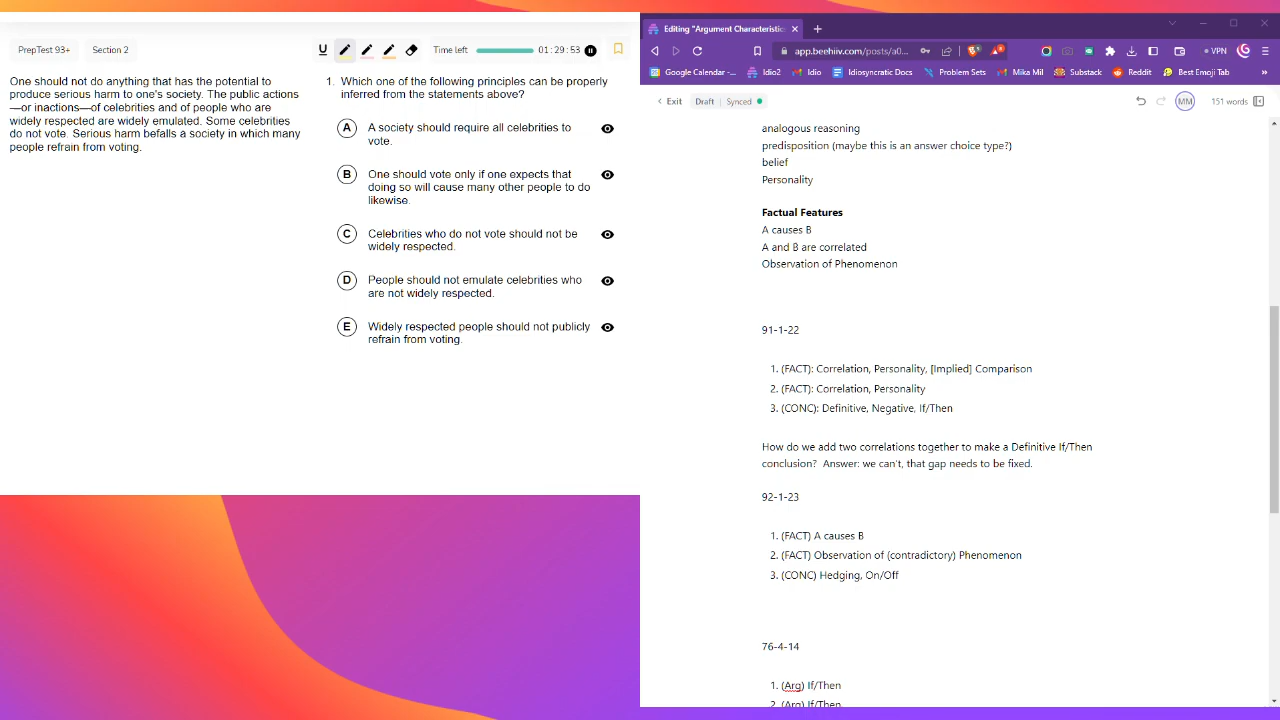 PrepTest 93+
Section 2
U
Time left
01:29:53
One should not do anything that has the potential to
produce serious harm to one's society. The public actions
—or inactions—of celebrities and of people who are
widely respected are widely emulated. Some celebrities
do not vote. Serious harm befalls a society in which many
people refrain from voting.
1. Which one of the following principles can be properly
inferred from the statements above?
A A society should require all celebrities to
vote.
B One should vote only if one expects that
doing so will cause many other people to do
likewise.
C Celebrities who do not vote should not be
widely respected.
D People should not emulate celebrities who
are not widely respected.
E Widely respected people should not publicly
refrain from voting.
Editing "Argument Characteristic:
app.beehiiv.com/posts/a0...
VPN
Google Calendar -...
Idio2
Idio
Idiosyncratic Docs
Problem Sets
Mika Mil
Substack
Reddit
Best Emoji Tab
Exit
Draft
Synced
MM
151 words
analogous reasoning
predisposition (maybe this is an answer choice type?)
belief
Personality
Factual Features
A causes B
A and B are correlated
Observation of Phenomenon
91-1-22
1. (FACT): Correlation, Personality, [Implied] Comparison
2. (FACT): Correlation, Personality
3. (CONC): Definitive, Negative, If/Then
How do we add two correlations together to make a Definitive If/Then
conclusion? Answer: we can't, that gap needs to be fixed.
92-1-23
1. (FACT) A causes B
2. (FACT) Observation of (contradictory) Phenomenon
3. (CONC) Hedging, On/Off
76-4-14
1. (Arg) If/Then
2. (Arg) If/Then